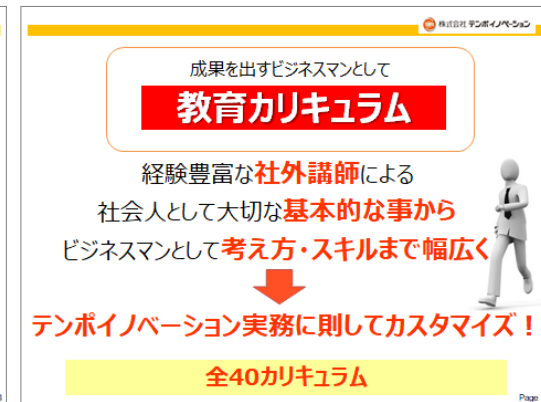 株式会社 テンポイノベーション
成果を出すビジネスマンとして
教育カリキュラム
経験豊富な社外講師による
社会人として大切な基本的な事から
ビジネスマンとして考え方・スキルまで幅広く
テンポイノベーション実務に則してカスタマイズ！
全40カリキュラム
Page